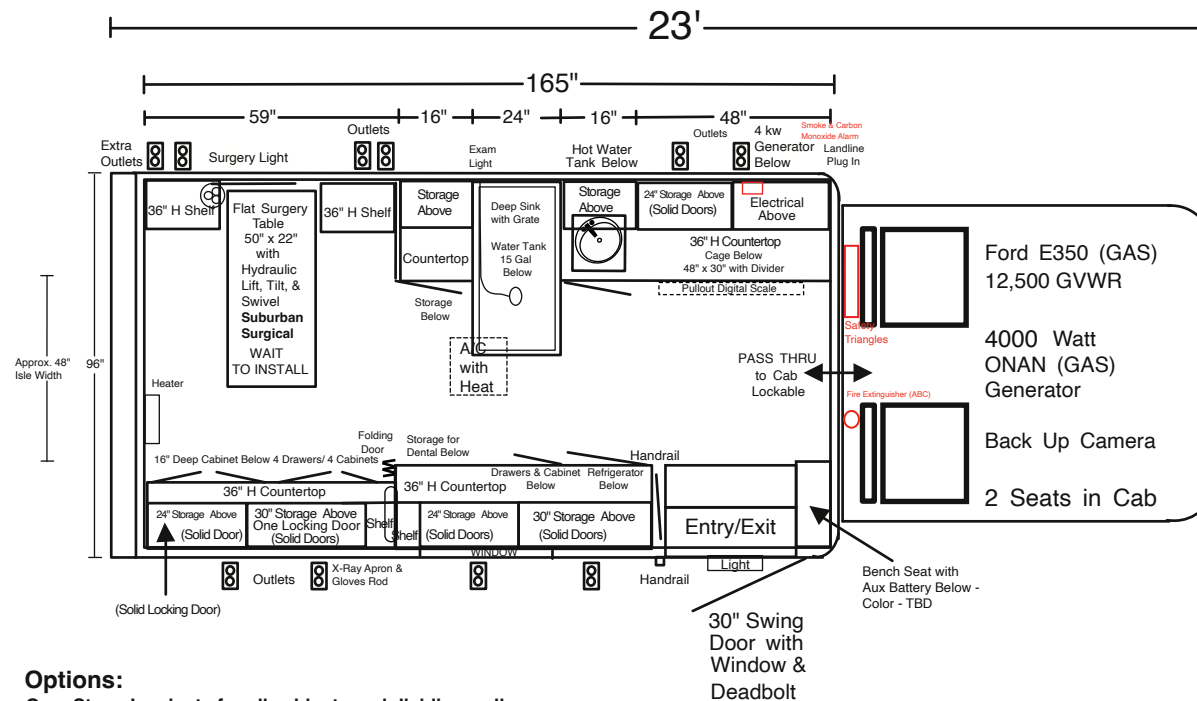 23'
165"
59"
16"
24"
16"
48"
Extra
Outlets
Surgery Light
Outlets
Exam
Light
Hot Water
Tank Below
Outlets
4 kw
Generator
Below
Smoke & Carbon
Monoxide Alarm
Landline
Plug In
36" H Shelf
Flat Surgery
Table
50" x 22"
with
Hydraulic
Lift, Tilt, &
Swivel
Suburban
Surgical
WAIT
TO INSTALL
36" H Shelf
Storage
Above
Countertop
Storage
Below
Deep Sink
with Grate
Water Tank
15 Gal
Below
Storage
Above
24" Storage Above
(Solid Doors)
Electrical
Above
36" H Countertop
Cage Below
48" x 30" with Divider
Pullout Digital Scale
A/C
with
Heat
Approx. 48"
Isle Width
96"
Heater
PASS THRU
to Cab
Lockable
Safety
Triangles
Fire Extinguisher (ABC)
Ford E350 (GAS)
12,500 GVWR
4000 Watt
ONAN (GAS)
Generator
Back Up Camera
2 Seats in Cab
16" Deep Cabinet Below 4 Drawers/ 4 Cabinets
Folding
Door
Storage for
Dental Below
Handrail
36" H Countertop
36" H Countertop
Drawers & Cabinet
Below
Refrigerator
Below
24" Storage Above
(Solid Door)
30" Storage Above
One Locking Door
(Solid Doors)
Shelf
Shelf
24" Storage Above
(Solid Doors)
30" Storage Above
(Solid Doors)
Entry/Exit
WINDOW
Outlets
X-Ray Apron &
Gloves Rod
Handrail
Light
(Solid Locking Door)
Bench Seat with
Aux Battery Below -
Color - TBD
30" Swing
Door with
Window &
Deadbolt
Options: